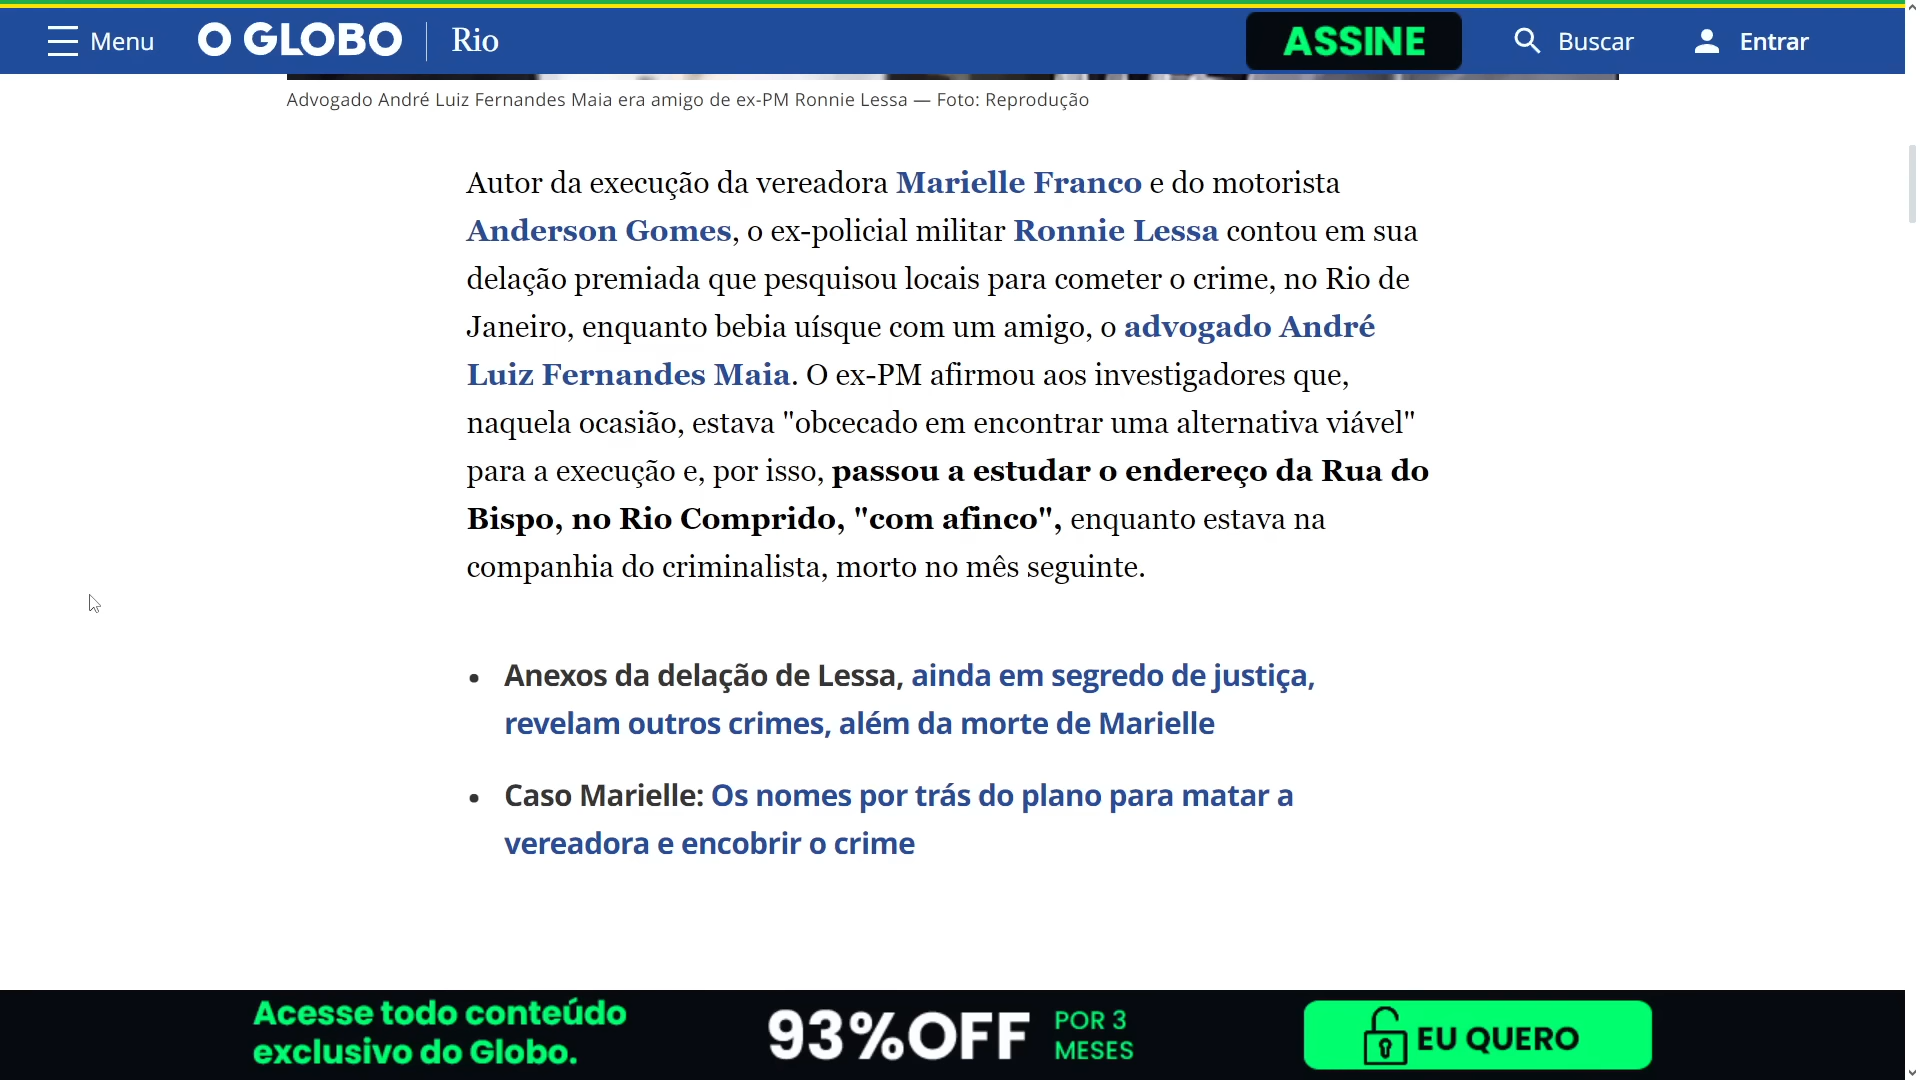 Menu
O GLOBO
Rio
ASSINE
Buscar
Entrar
Advogado André Luiz Fernandes Maia era amigo de ex-PM Ronnie Lessa — Foto: Reprodução
Autor da execução da vereadora Marielle Franco e do motorista
Anderson Gomes, o ex-policial militar Ronnie Lessa contou em sua
delação premiada que pesquisou locais para cometer o crime, no Rio de
Janeiro, enquanto bebia uísque com um amigo, o advogado André
Luiz Fernandes Maia. O ex-PM afirmou aos investigadores que,
naquela ocasião, estava "obcecado em encontrar uma alternativa viável"
para a execução e, por isso, passou a estudar o endereço da Rua do
Bispo, no Rio Comprido, "com afinco", enquanto estava na
companhia do criminalista, morto no mês seguinte.
• Anexos da delação de Lessa, ainda em segredo de justiça,
revelam outros crimes, além da morte de Marielle
• Caso Marielle: Os nomes por trás do plano para matar a
vereadora e encobrir o crime
Acesse todo conteúdo
exclusivo do Globo.
93%OFF
POR 3
MESES
EU QUERO